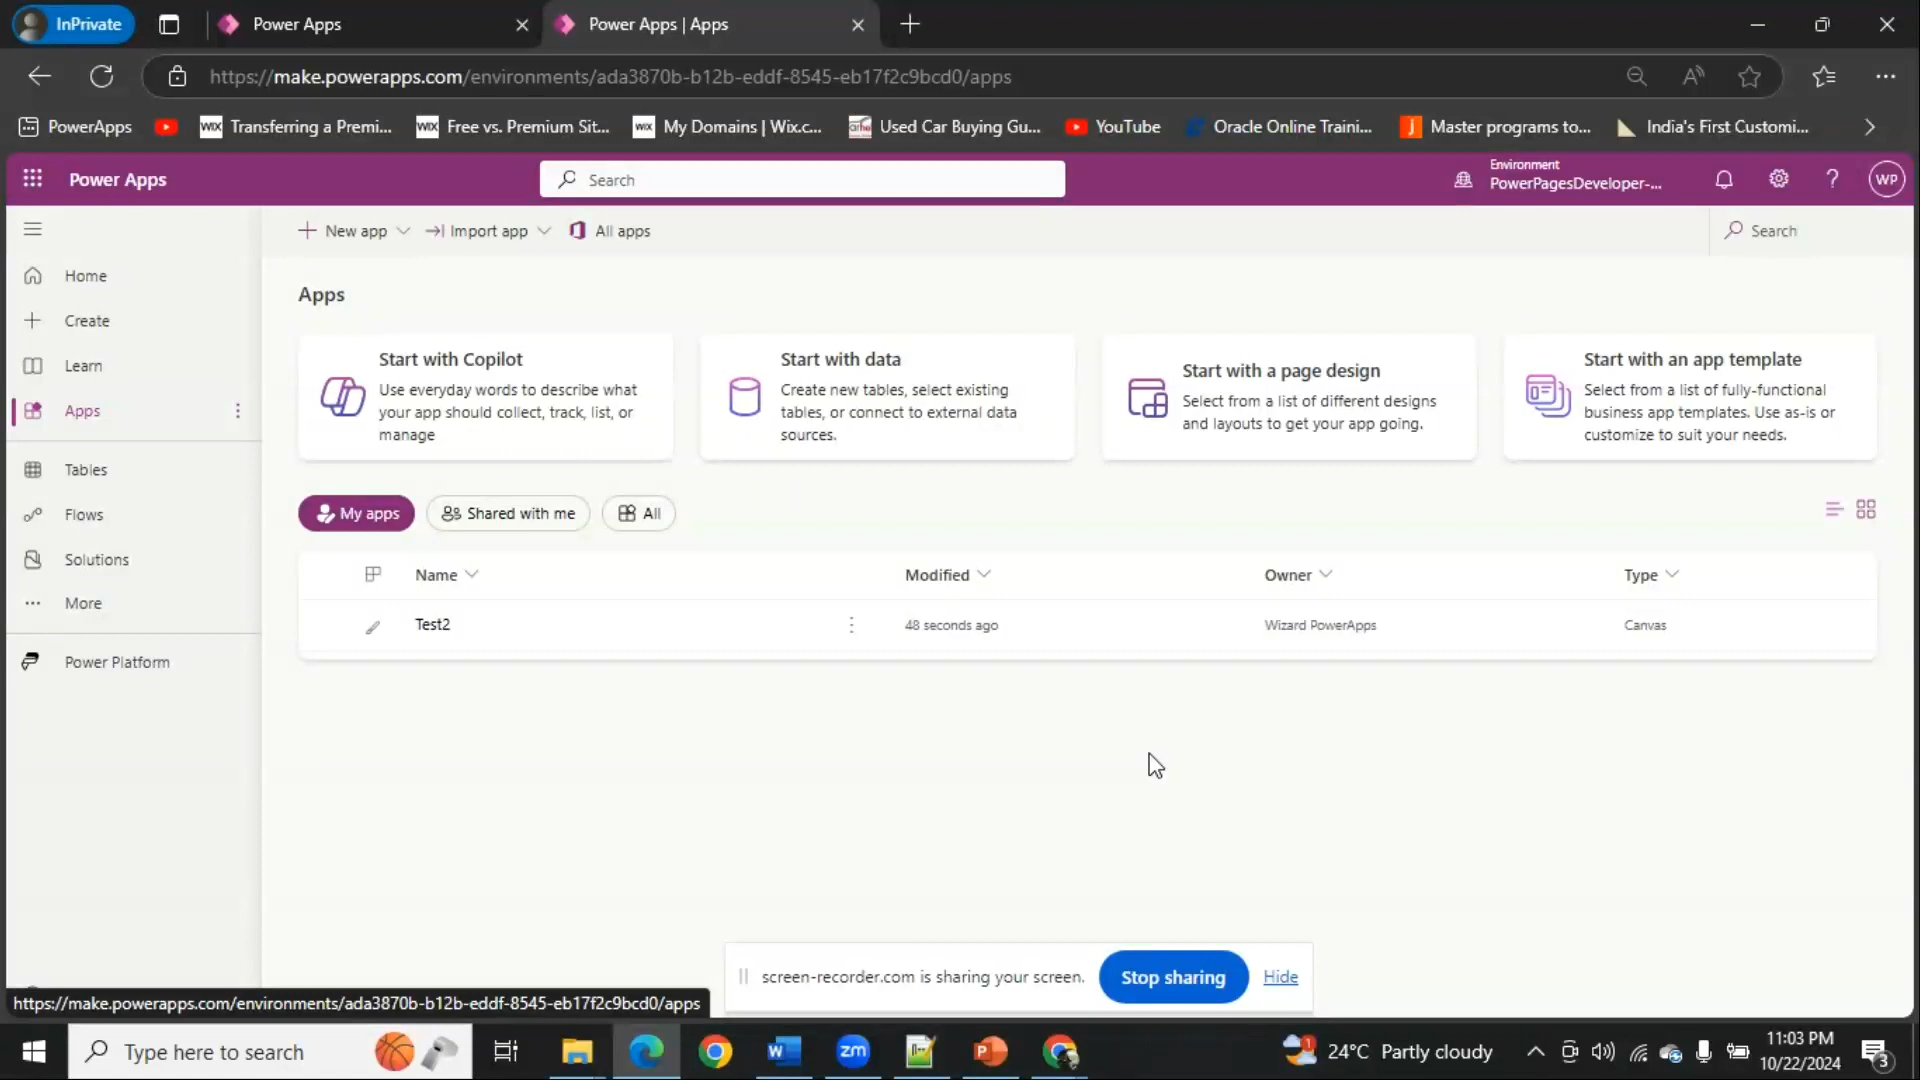 InPrivate
Power Apps
Power Apps | Apps
https://make.powerapps.com/environments/ada3870b-b12b-eddf-8545-eb17f2c9bcd0/apps
PowerApps
WIX Transferring a Premi...
WIX Free vs. Premium Sit...
WIX My Domains | Wix.c...
Used Car Buying Gu...
YouTube
Oracle Online Traini...
Master programs to...
India's First Customi...
Power Apps
Search
Environment
PowerPagesDeveloper-...
?
WP
New app
Import app
All apps
Search
Home
Create
Learn
Apps
Tables
Flows
Solutions
More
Power Platform
Apps
Start with Copilot
Use everyday words to describe what
your app should collect, track, list, or
manage
Start with data
Create new tables, select existing
tables, or connect to external data
sources.
Start with a page design
Select from a list of different designs
and layouts to get your app going.
Start with an app template
Select from a list of fully-functional
business app templates. Use as-is or
customize to suit your needs.
My apps
Shared with me
All
Name
Modified
Owner
Type
Test2
48 seconds ago
Wizard PowerApps
Canvas
screen-recorder.com is sharing your screen.
Stop sharing
Hide
https://make.powerapps.com/environments/ada3870b-b12b-eddf-8545-eb17f2c9bcd0/apps
Type here to search
W
zm
P
1
24°C Partly cloudy
11:03 PM
10/22/2024
3